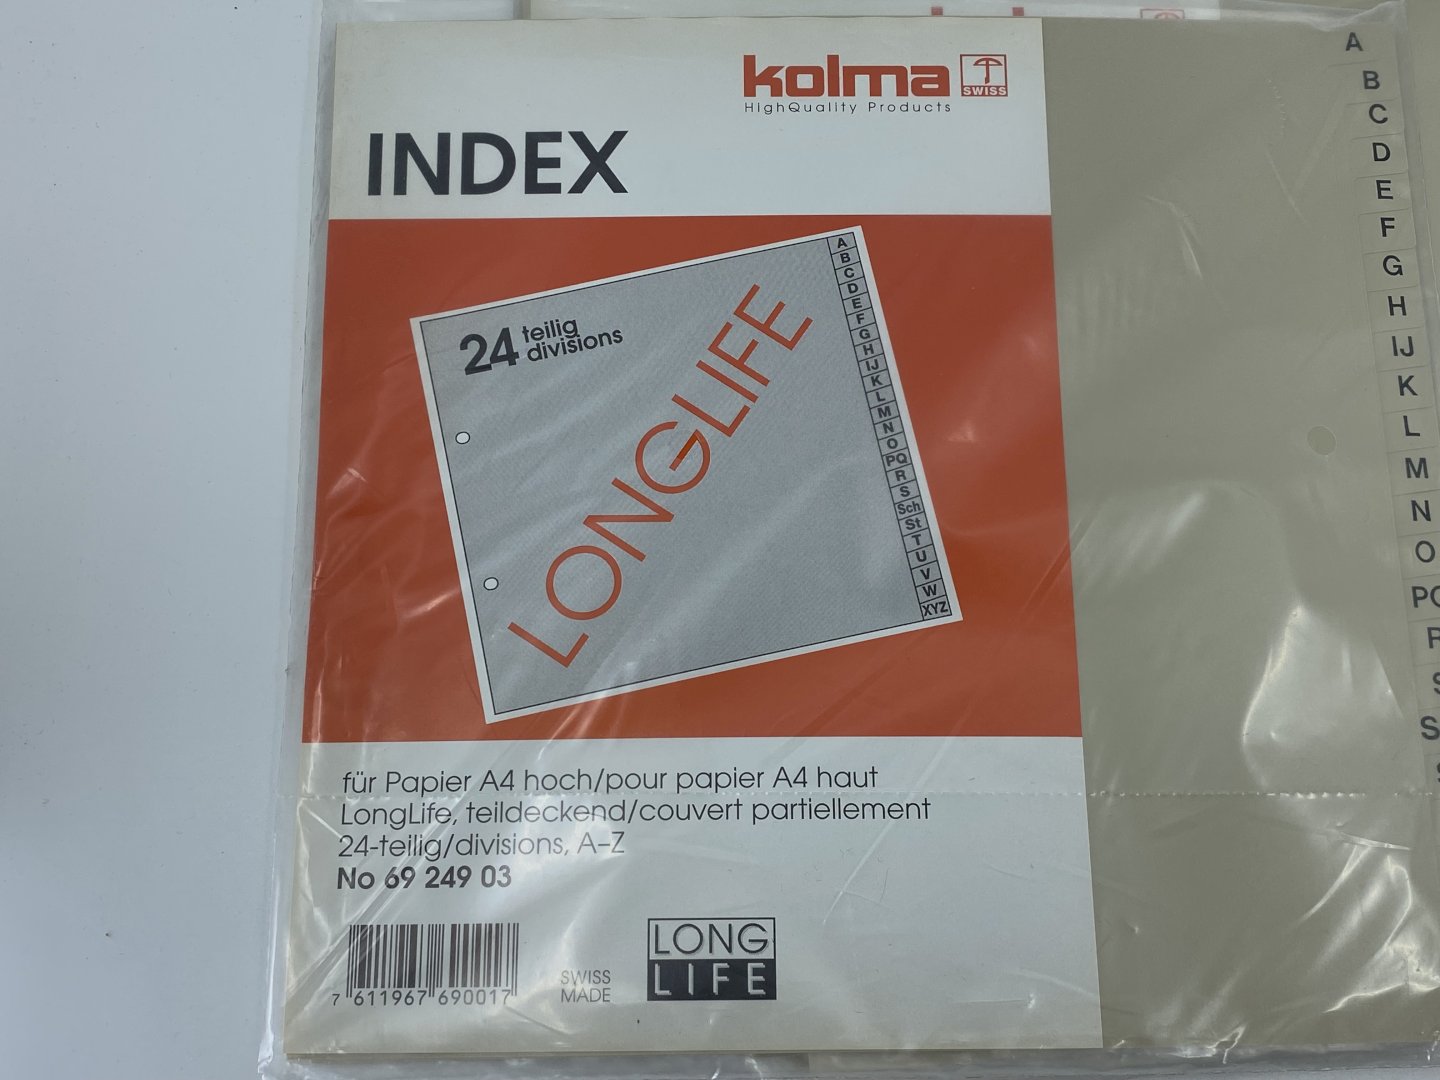 kolma
SWISS
HighQuality Products
INDEX
24 teilig
divisions
LONGLIFE
A
B
C
D
E
F
G
H
IJ
K
L
M
N
O
PQ
R
S
Sch
St
T
U
V
W
XYZ
für Papier A4 hoch/pour papier A4 haut
LongLife, teildeckend/couvert partiellement
24-teilig/divisions, A–Z
No 69 249 03
7 611967 690017
SWISS
MADE
LONG
LIFE
A
B
C
D
E
F
G
H
IJ
K
L
M
N
O